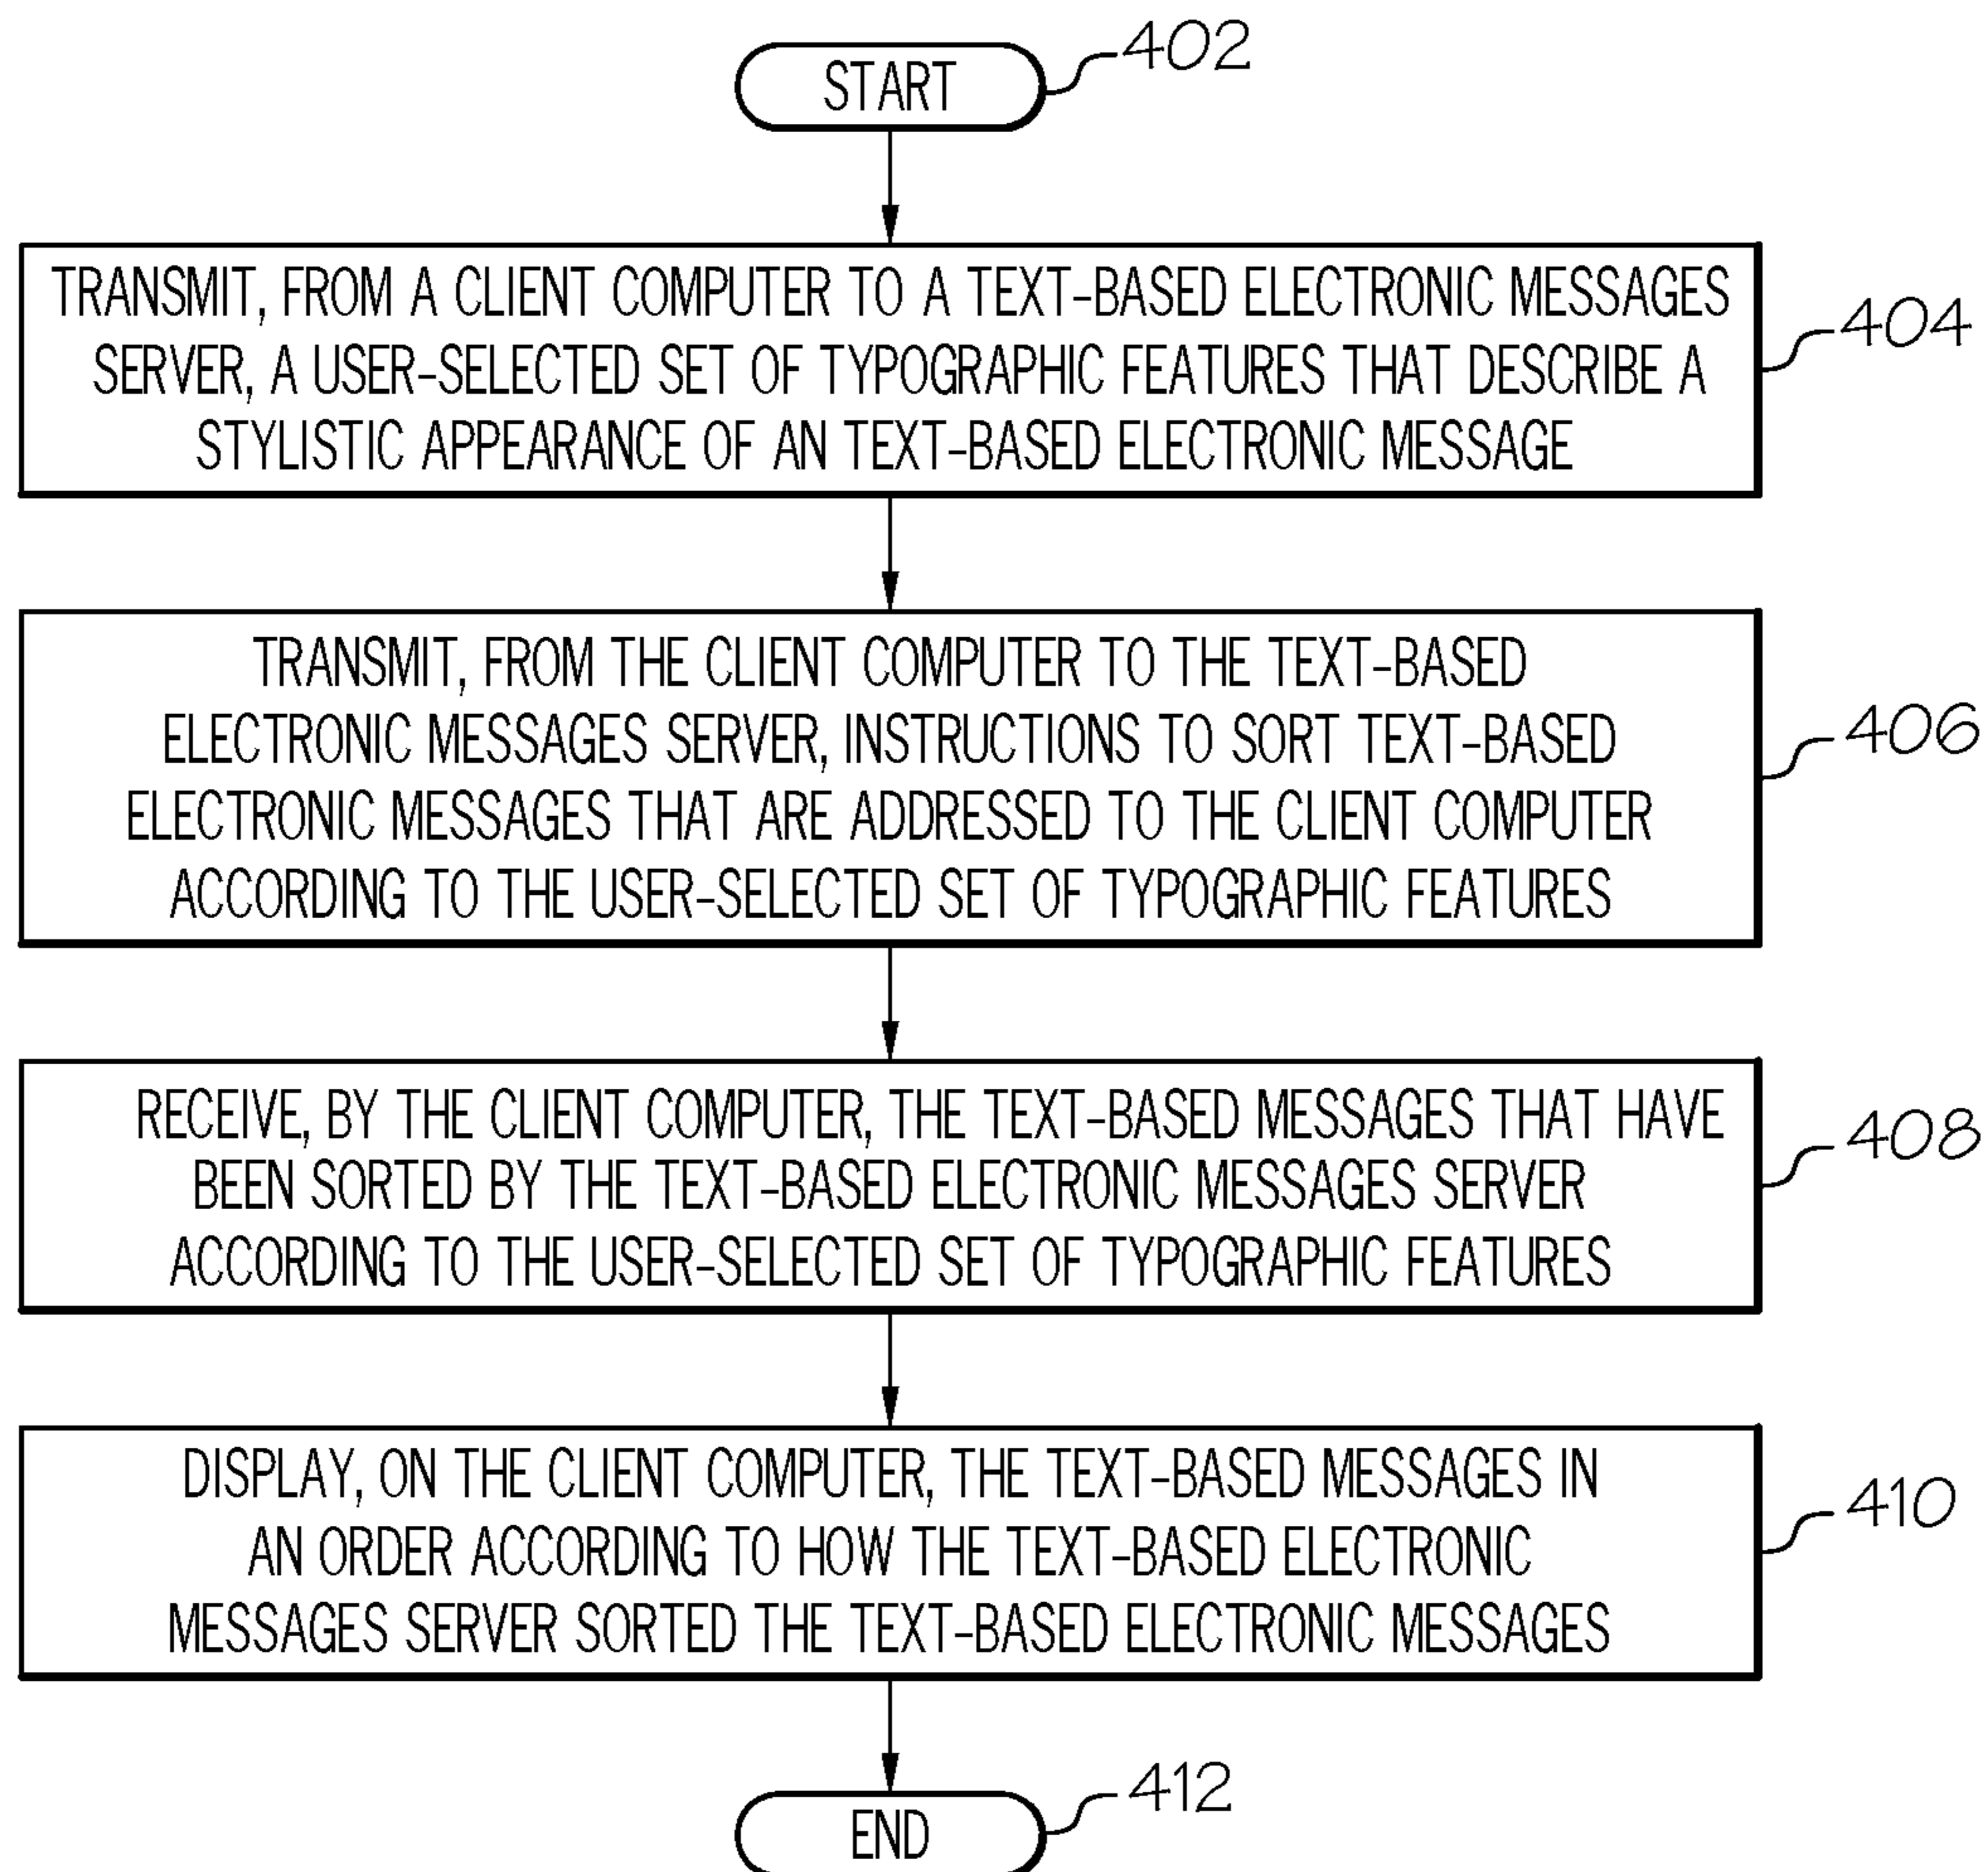 START
402
TRANSMIT, FROM A CLIENT COMPUTER TO A TEXT-BASED ELECTRONIC MESSAGES
SERVER, A USER-SELECTED SET OF TYPOGRAPHIC FEATURES THAT DESCRIBE A
STYLISTIC APPEARANCE OF AN TEXT-BASED ELECTRONIC MESSAGE
404
TRANSMIT, FROM THE CLIENT COMPUTER TO THE TEXT-BASED
ELECTRONIC MESSAGES SERVER, INSTRUCTIONS TO SORT TEXT-BASED
ELECTRONIC MESSAGES THAT ARE ADDRESSED TO THE CLIENT COMPUTER
ACCORDING TO THE USER-SELECTED SET OF TYPOGRAPHIC FEATURES
406
RECEIVE, BY THE CLIENT COMPUTER, THE TEXT-BASED MESSAGES THAT HAVE
BEEN SORTED BY THE TEXT-BASED ELECTRONIC MESSAGES SERVER
ACCORDING TO THE USER-SELECTED SET OF TYPOGRAPHIC FEATURES
408
DISPLAY, ON THE CLIENT COMPUTER, THE TEXT-BASED MESSAGES IN
AN ORDER ACCORDING TO HOW THE TEXT-BASED ELECTRONIC
MESSAGES SERVER SORTED THE TEXT-BASED ELECTRONIC MESSAGES
410
END
412